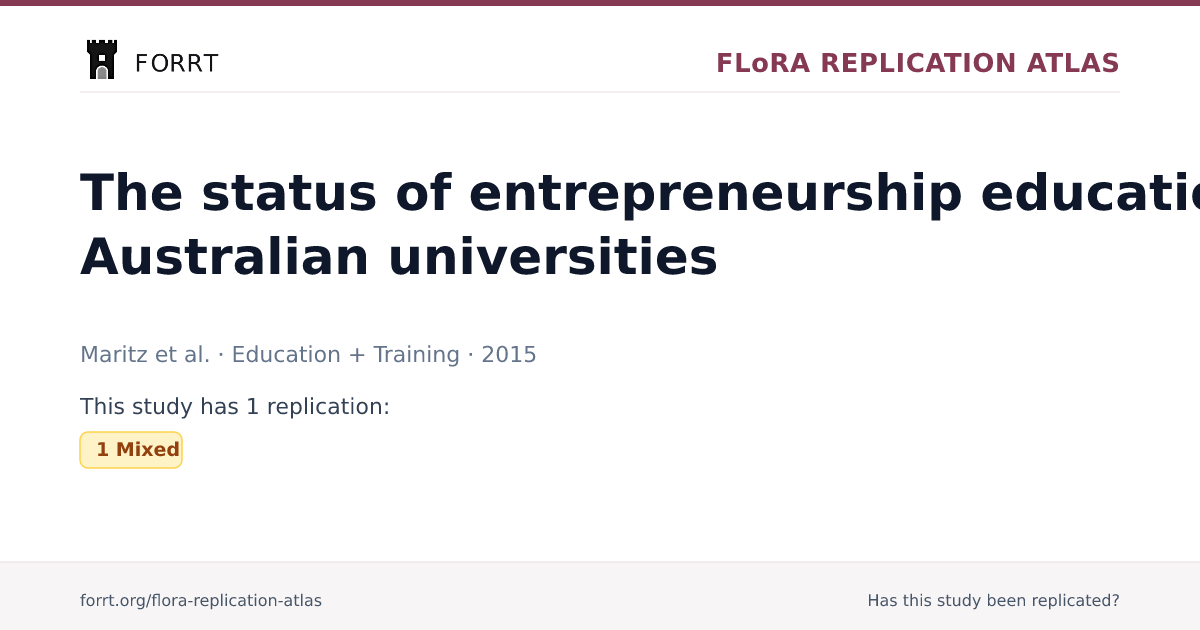 FORRT
FLoRA REPLICATION ATLAS
The status of entrepreneurship educatio
Australian universities
Maritz et al. · Education + Training · 2015
This study has 1 replication:
1 Mixed
forrt.org/flora-replication-atlas
Has this study been replicated?